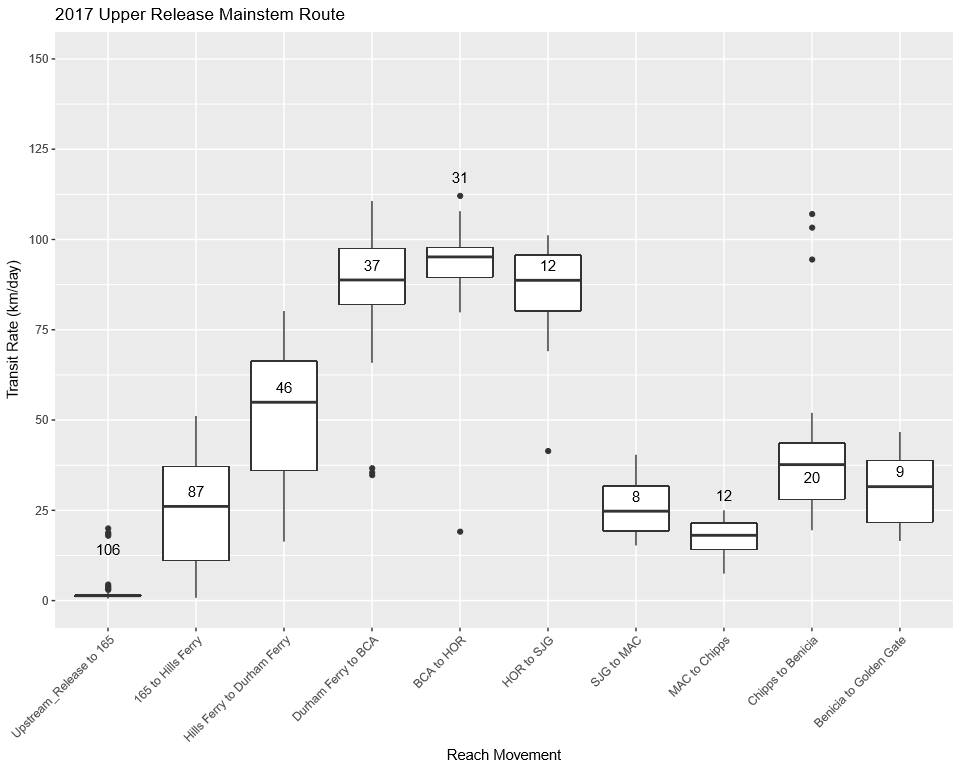 2017 Upper Release Mainstem Route
Transit Rate (km/day)
150
125
100
75
50
25
0
106
87
46
37
31
12
8
12
20
9
Upstream_Release to 165
165 to Hills Ferry
Hills Ferry to Durham Ferry
Durham Ferry to BCA
BCA to HOR
HOR to SJG
SJG to MAC
MAC to Chipps
Chipps to Benicia
Benicia to Golden Gate
Reach Movement